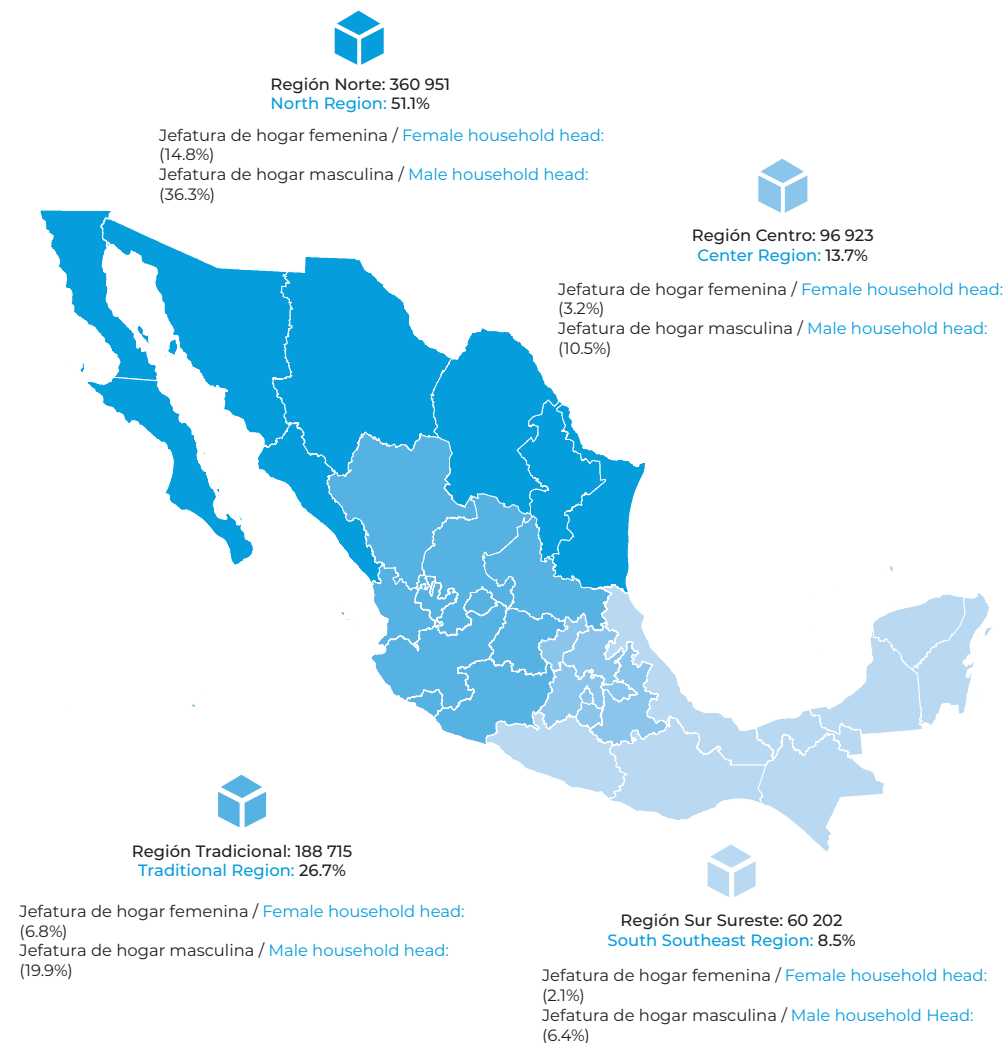 Región Norte: 360 951
North Region: 51.1%
Jefatura de hogar femenina / Female household head:
(14.8%)
Jefatura de hogar masculina / Male household head:
(36.3%)
Región Centro: 96 923
Center Region: 13.7%
Jefatura de hogar femenina / Female household head:
(3.2%)
Jefatura de hogar masculina / Male household head:
(10.5%)
Región Tradicional: 188 715
Traditional Region: 26.7%
Jefatura de hogar femenina / Female household head:
(6.8%)
Jefatura de hogar masculina / Male household head:
(19.9%)
Región Sur Sureste: 60 202
South Southeast Region: 8.5%
Jefatura de hogar femenina / Female household head:
(2.1%)
Jefatura de hogar masculina / Male household Head:
(6.4%)